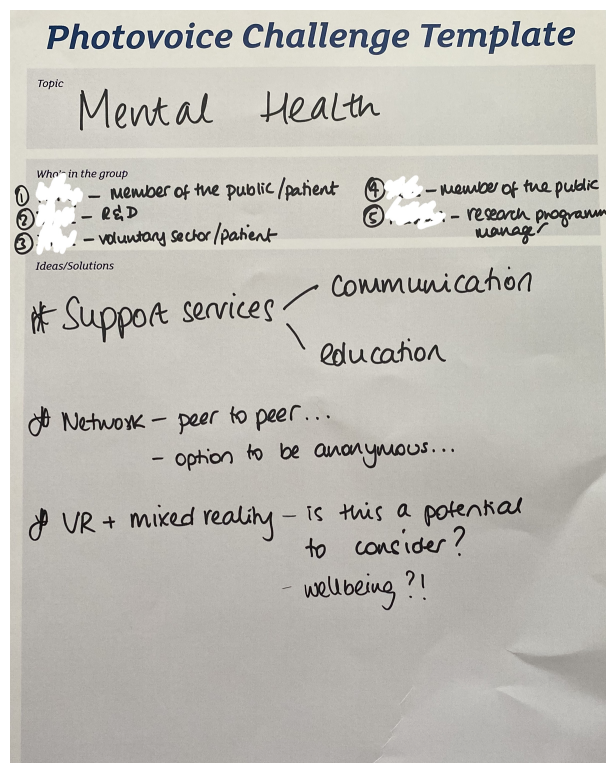 Photovoice Challenge Template
Topic
Mental Health
Who's in the group
① – member of the public/patient
② – R&D
③ – voluntary sector/patient
④ – member of the public
⑤ – research programm
manager
Ideas/Solutions
* Support services
communication
education
* Network – peer to peer...
– option to be anonymous...
* VR + mixed reality – is this a potential
to consider?
– wellbeing?!